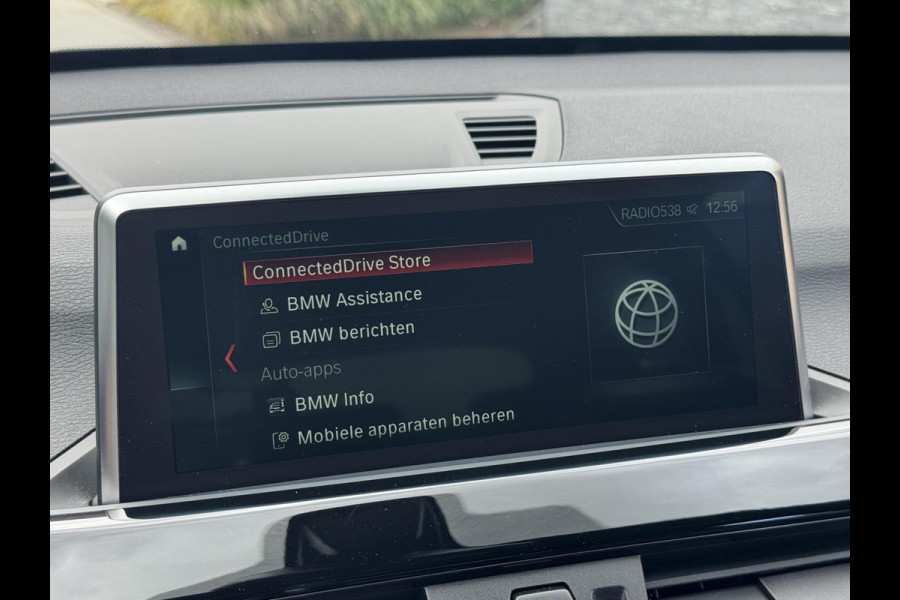 RADIO538 12:56
ConnectedDrive
ConnectedDrive Store
BMW Assistance
BMW berichten
Auto-apps
BMW Info
Mobiele apparaten beheren